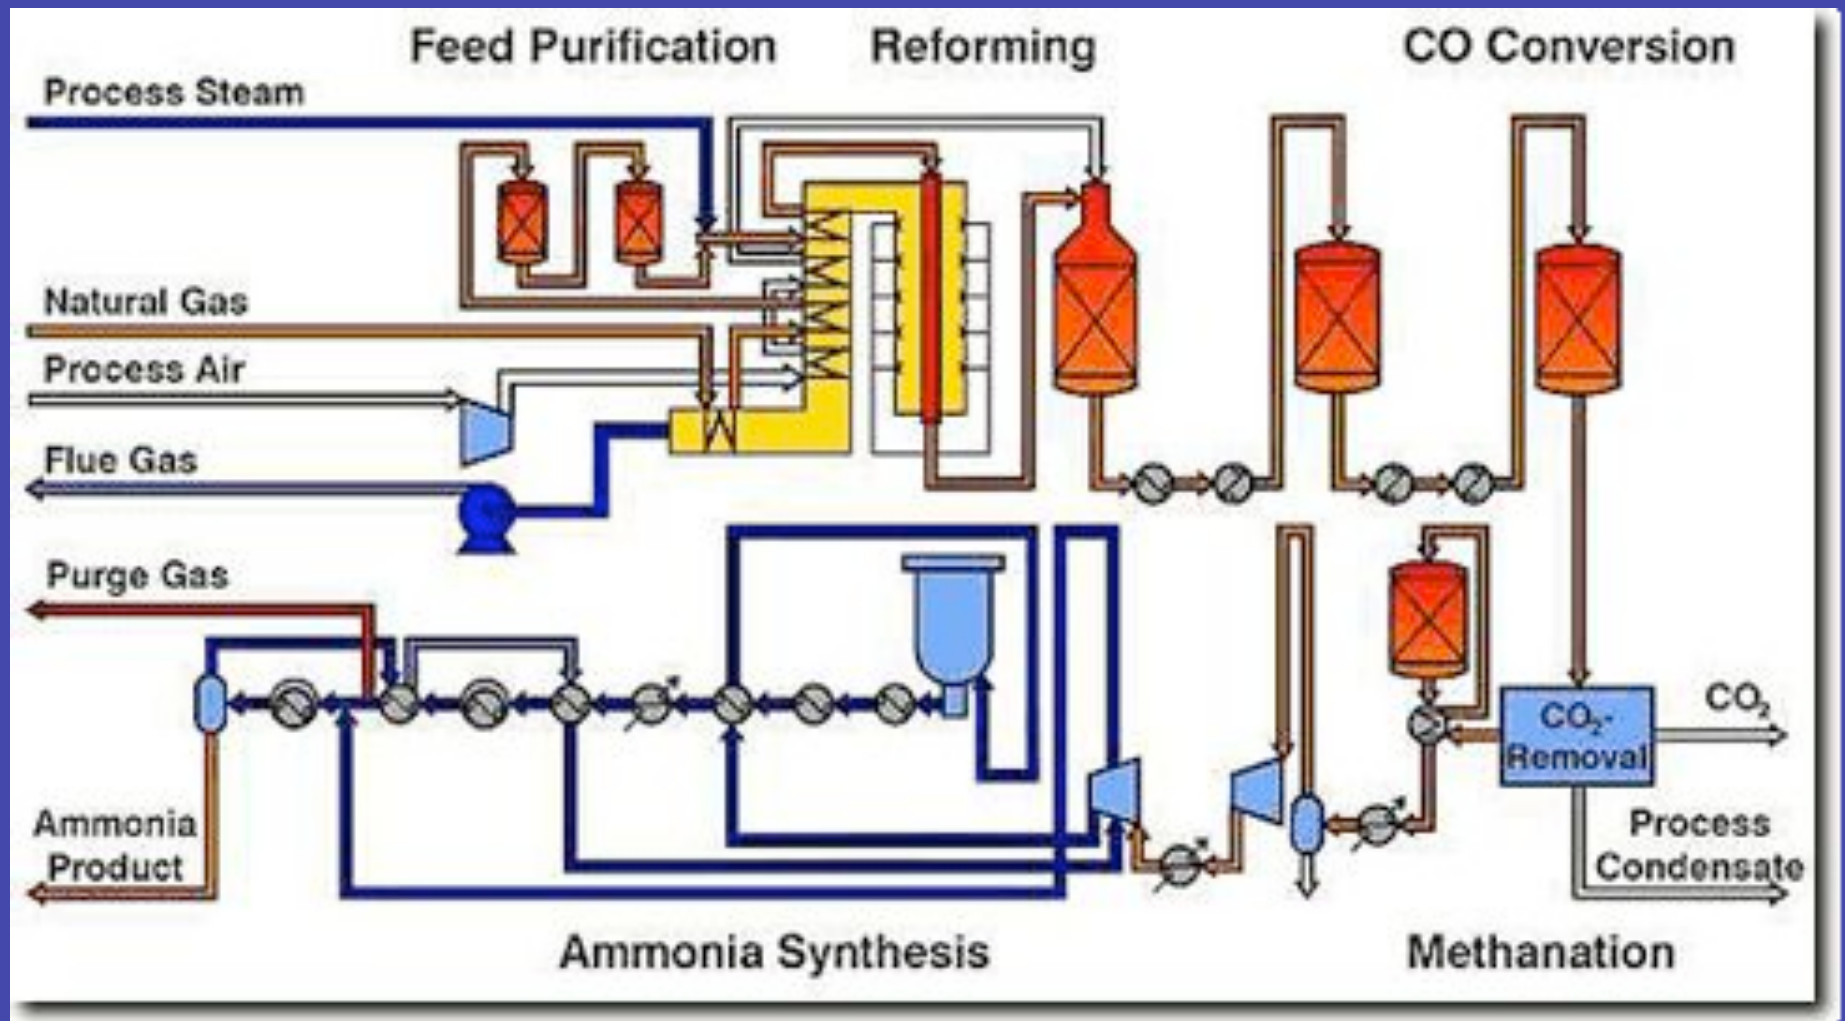 Feed Purification
Reforming
CO Conversion
Process Steam
Natural Gas
Process Air
Flue Gas
Purge Gas
CO₂-
Removal
CO₂
Ammonia
Product
Process
Condensate
Ammonia Synthesis
Methanation